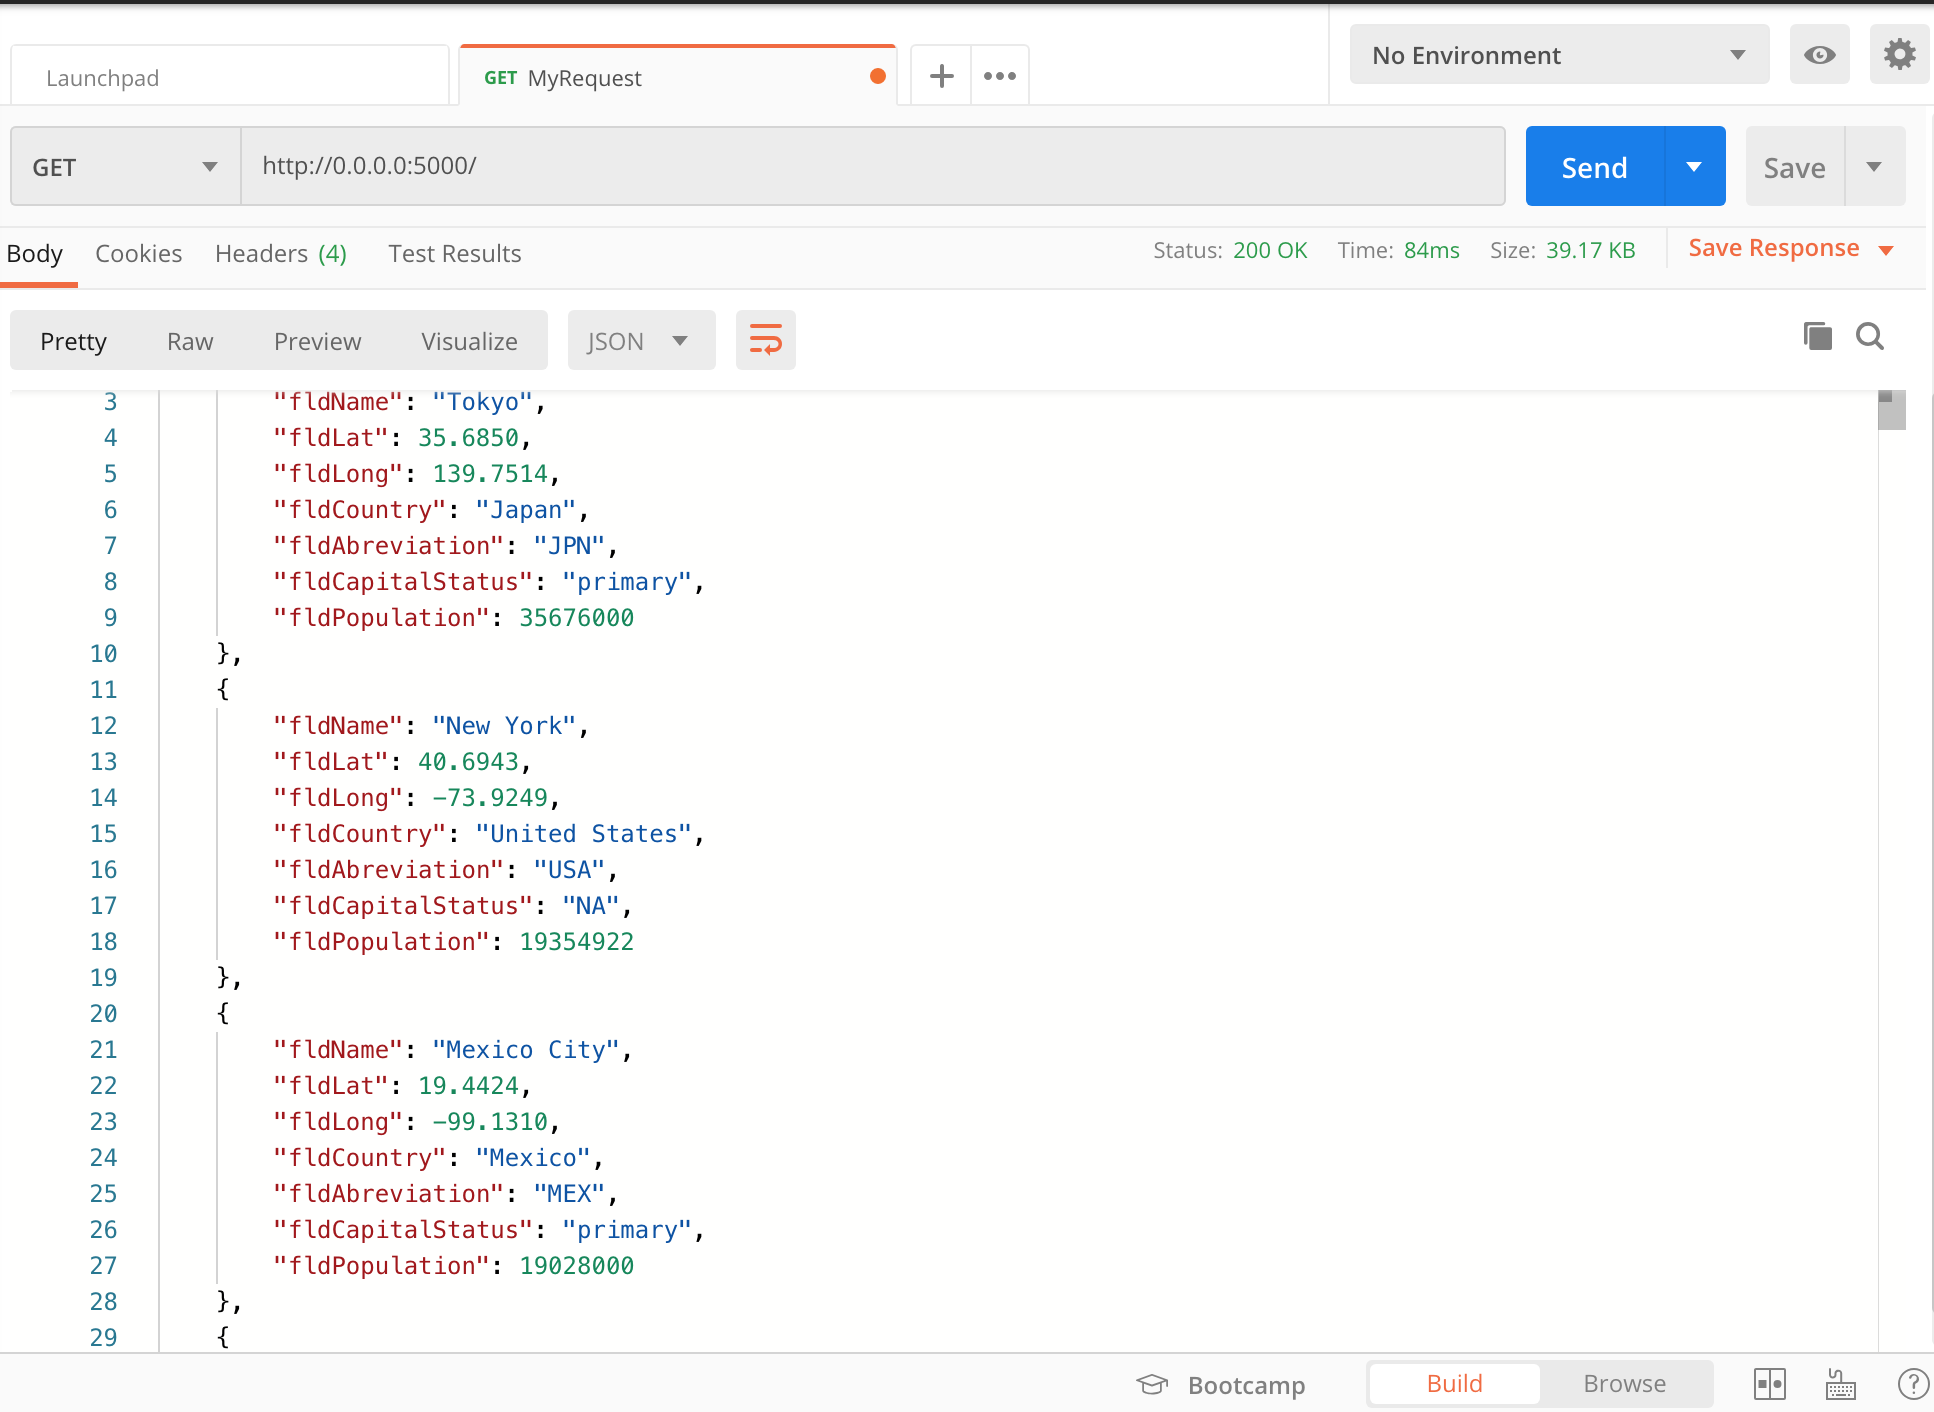 Launchpad
GET MyRequest
No Environment
GET
http://0.0.0.0:5000/
Send
Save
Body Cookies Headers (4) Test Results
Status: 200 OK Time: 84ms Size: 39.17 KB
Save Response
Pretty Raw Preview Visualize JSON
3 "fldName": "Tokyo",
4 "fldLat": 35.6850,
5 "fldLong": 139.7514,
6 "fldCountry": "Japan",
7 "fldAbreviation": "JPN",
8 "fldCapitalStatus": "primary",
9 "fldPopulation": 35676000
10 },
11 {
12 "fldName": "New York",
13 "fldLat": 40.6943,
14 "fldLong": -73.9249,
15 "fldCountry": "United States",
16 "fldAbreviation": "USA",
17 "fldCapitalStatus": "NA",
18 "fldPopulation": 19354922
19 },
20 {
21 "fldName": "Mexico City",
22 "fldLat": 19.4424,
23 "fldLong": -99.1310,
24 "fldCountry": "Mexico",
25 "fldAbreviation": "MEX",
26 "fldCapitalStatus": "primary",
27 "fldPopulation": 19028000
28 },
29 {
Bootcamp Build Browse ?